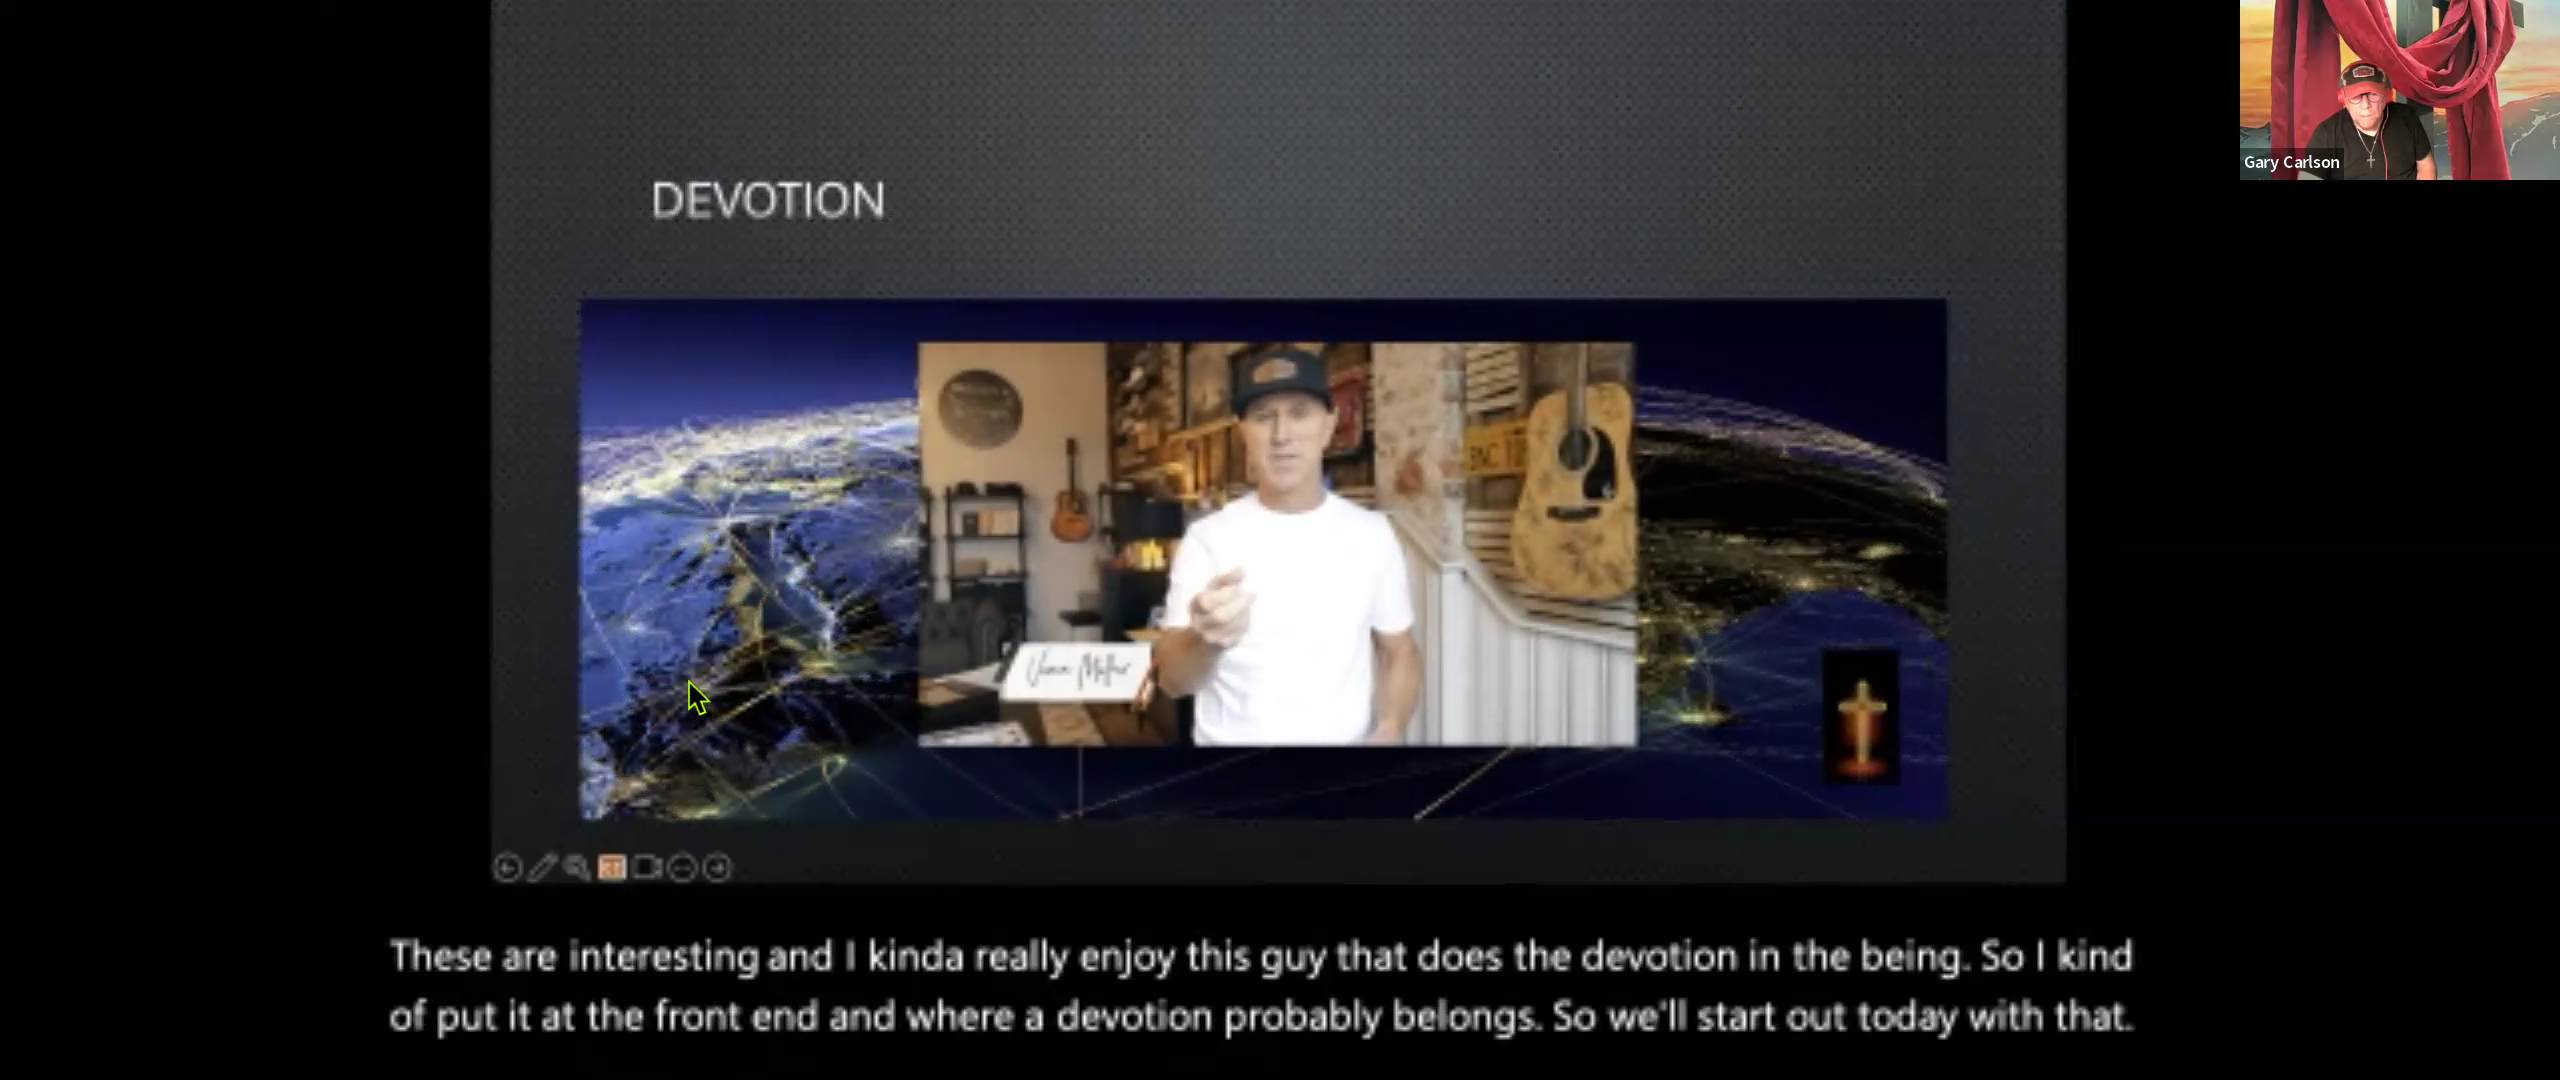 Gary Carlson
DEVOTION
These are interesting and I kinda really enjoy this guy that does the devotion in the being. So I kind
of put it at the front end and where a devotion probably belongs. So we'll start out today with that.